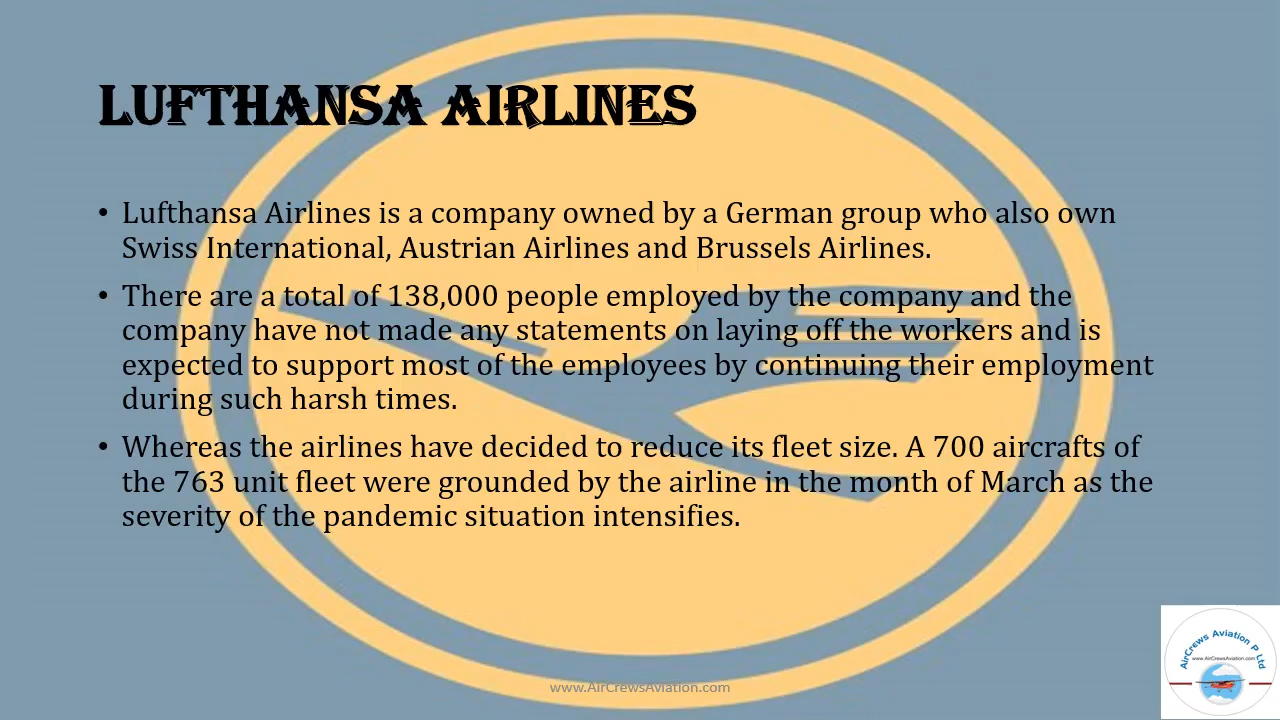 LUFTHANSA AIRLINES
• Lufthansa Airlines is a company owned by a German group who also own
Swiss International, Austrian Airlines and Brussels Airlines.
• There are a total of 138,000 people employed by the company and the
company have not made any statements on laying off the workers and is
expected to support most of the employees by continuing their employment
during such harsh times.
• Whereas the airlines have decided to reduce its fleet size. A 700 aircrafts of
the 763 unit fleet were grounded by the airline in the month of March as the
severity of the pandemic situation intensifies.
AirCrews Aviation P Ltd
www.AirCrewsAviation.com
www.AirCrewsAviation.com